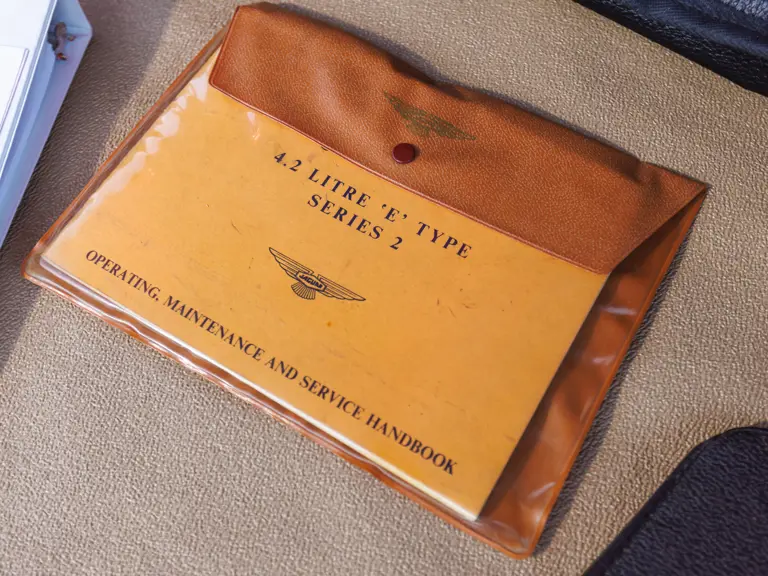 4.2 LITRE ‘E’ TYPE
SERIES 2
JAGUAR
OPERATING, MAINTENANCE AND SERVICE HANDBOOK